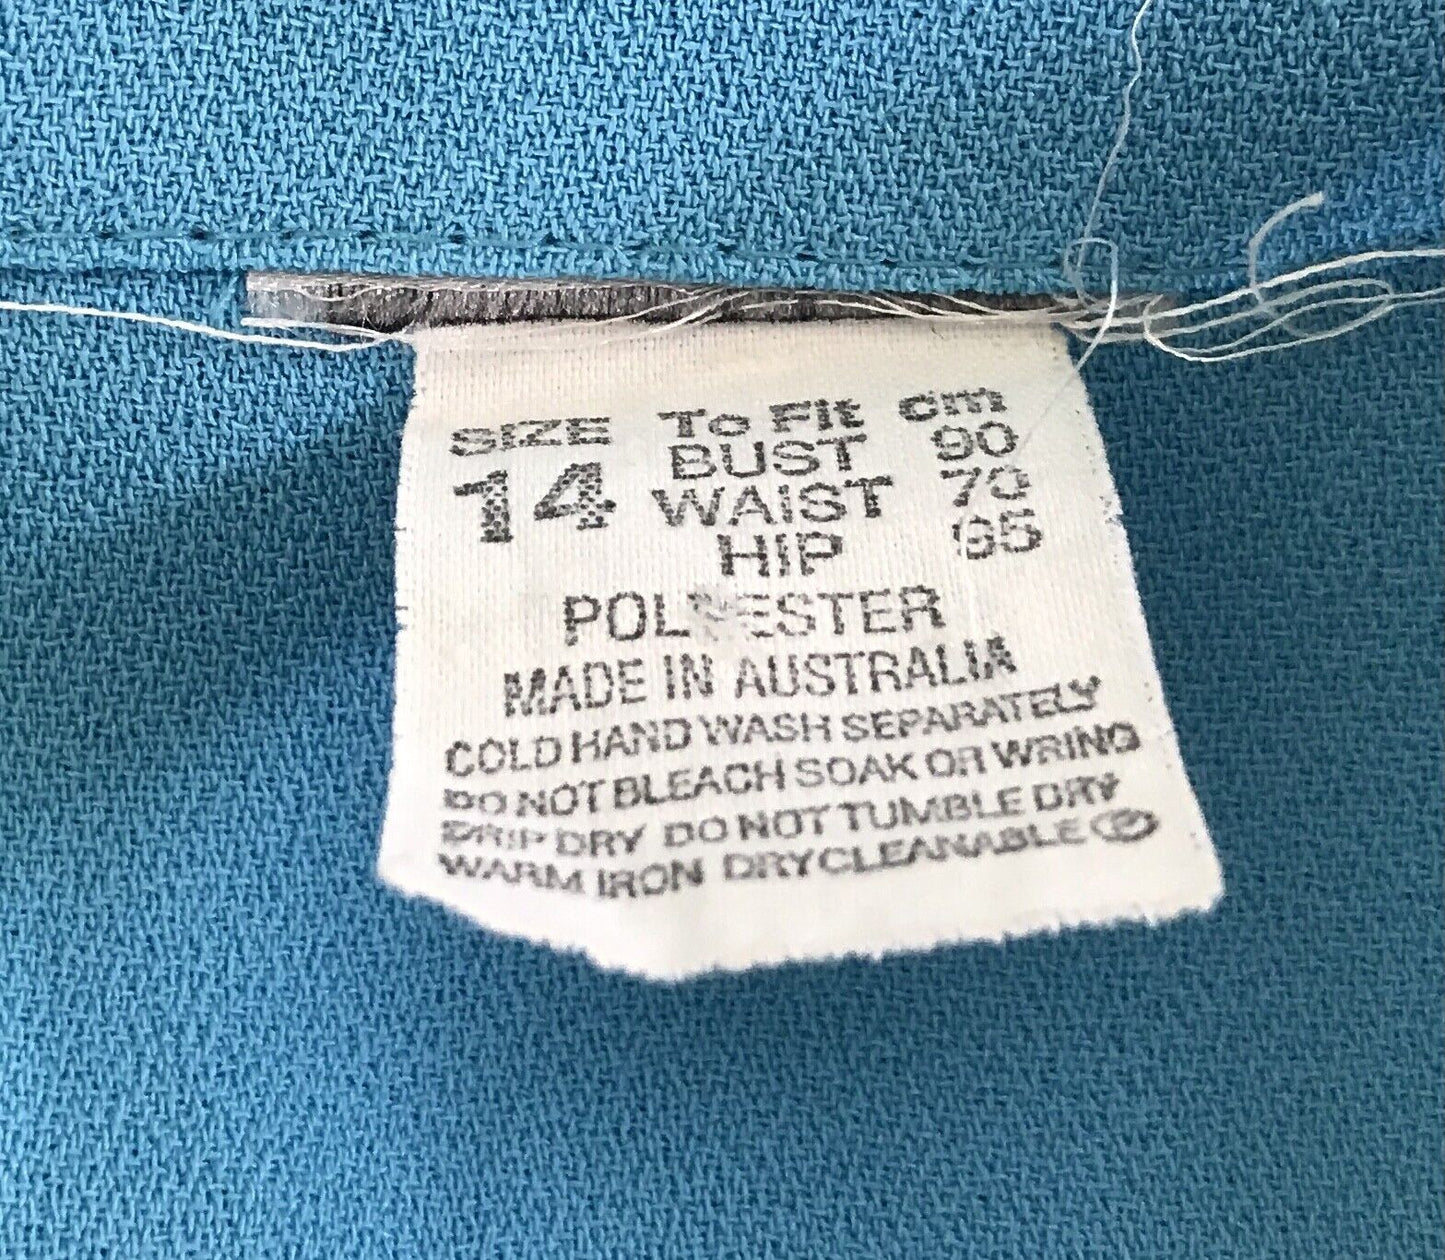 SIZE To Fit cm
BUST 90
14 WAIST 70
HIP 95
POLYESTER
MADE IN AUSTRALIA
COLD HAND WASH SEPARATELY
DO NOT BLEACH SOAK OR WRING
DRIP DRY DO NOT TUMBLE DRY
WARM IRON DRYCLEANABLE Ⓟ